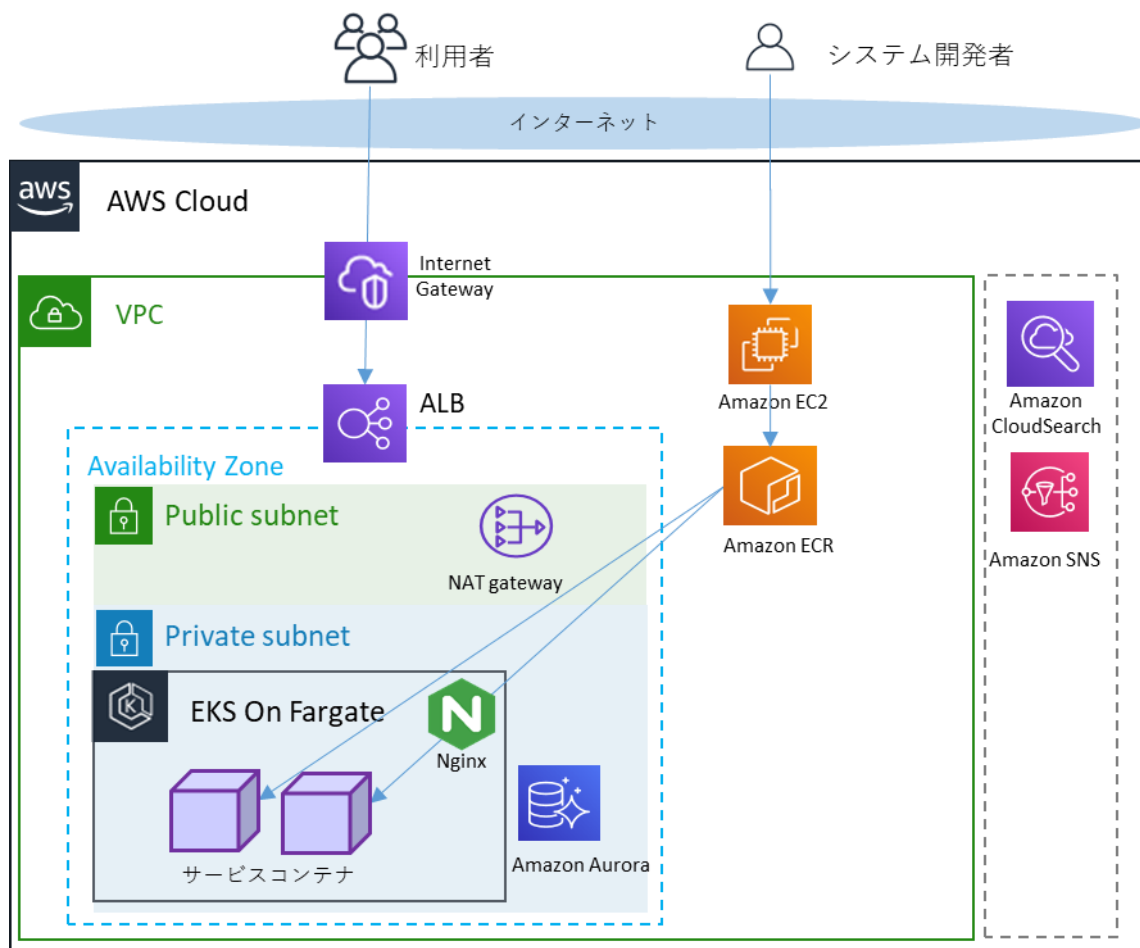 利用者
システム開発者
インターネット
aws
AWS Cloud
Internet
Gateway
VPC
ALB
Amazon EC2
Amazon
CloudSearch
Availability Zone
Public subnet
NAT gateway
Amazon ECR
Amazon SNS
Private subnet
K
EKS On Fargate
N
Nginx
サービスコンテナ
Amazon Aurora